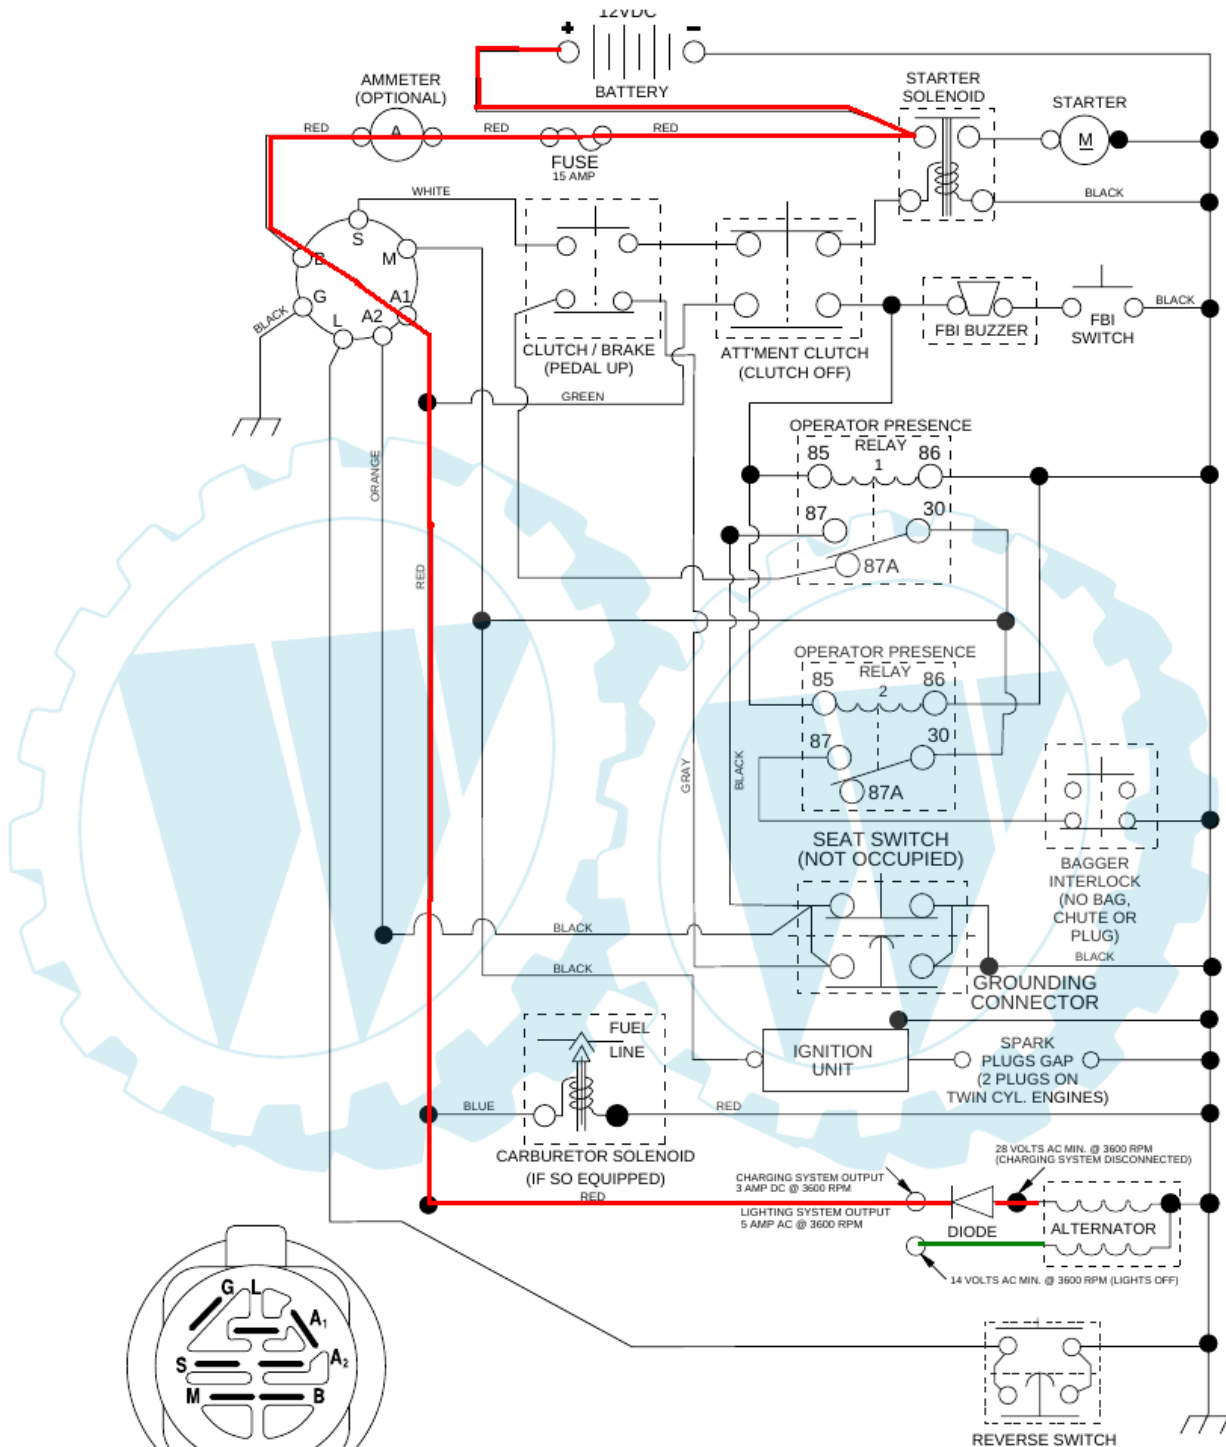 12VDC
+
−
BATTERY
AMMETER
(OPTIONAL)
A
RED
RED
RED
FUSE
15 AMP
STARTER
SOLENOID
STARTER
M
BLACK
WHITE
S
M
B
G
A1
A2
L
BLACK
CLUTCH / BRAKE
(PEDAL UP)
ATT'MENT CLUTCH
(CLUTCH OFF)
FBI BUZZER
FBI
SWITCH
BLACK
GREEN
ORANGE
RED
OPERATOR PRESENCE
RELAY
1
85
86
87
30
87A
OPERATOR PRESENCE
RELAY
2
85
86
87
30
87A
GRAY
BLACK
SEAT SWITCH
(NOT OCCUPIED)
BAGGER
INTERLOCK
(NO BAG,
CHUTE OR
PLUG)
BLACK
BLACK
BLACK
GROUNDING
CONNECTOR
FUEL
LINE
IGNITION
UNIT
SPARK
PLUGS GAP
(2 PLUGS ON
TWIN CYL. ENGINES)
BLUE
RED
CARBURETOR SOLENOID
(IF SO EQUIPPED)
RED
CHARGING SYSTEM OUTPUT
3 AMP DC @ 3600 RPM
LIGHTING SYSTEM OUTPUT
5 AMP AC @ 3600 RPM
28 VOLTS AC MIN. @ 3600 RPM
(CHARGING SYSTEM DISCONNECTED)
DIODE
ALTERNATOR
14 VOLTS AC MIN. @ 3600 RPM (LIGHTS OFF)
G
L
A1
A2
S
M
B
REVERSE SWITCH